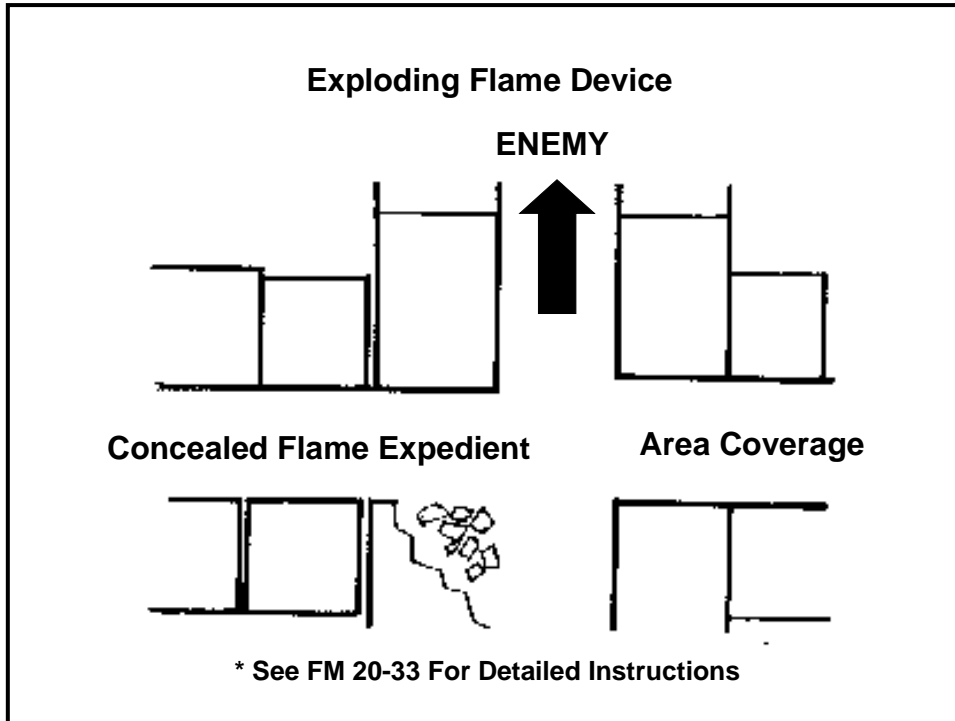 Exploding Flame Device
ENEMY
Concealed Flame Expedient
Area Coverage
* See FM 20-33 For Detailed Instructions